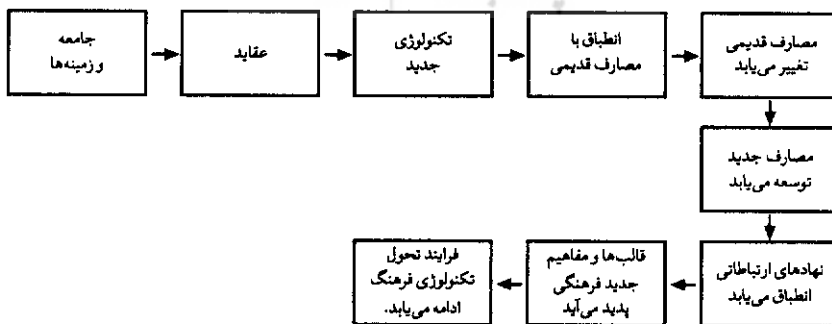 جامعه
و زمینه‌ها
عقاید
تکنولوژی
جدید
انطباق با
مصارف قدیمی
مصارف قدیمی
تغییر می‌یابد
مصارف جدید
توسعه می‌یابد
نهادهای ارتباطاتی
انطباق می‌یابد
قالب‌ها و مفاهیم
جدید فرهنگی
پدید می‌آید
فرایند تحول
تکنولوژی فرهنگ
ادامه می‌یابد.